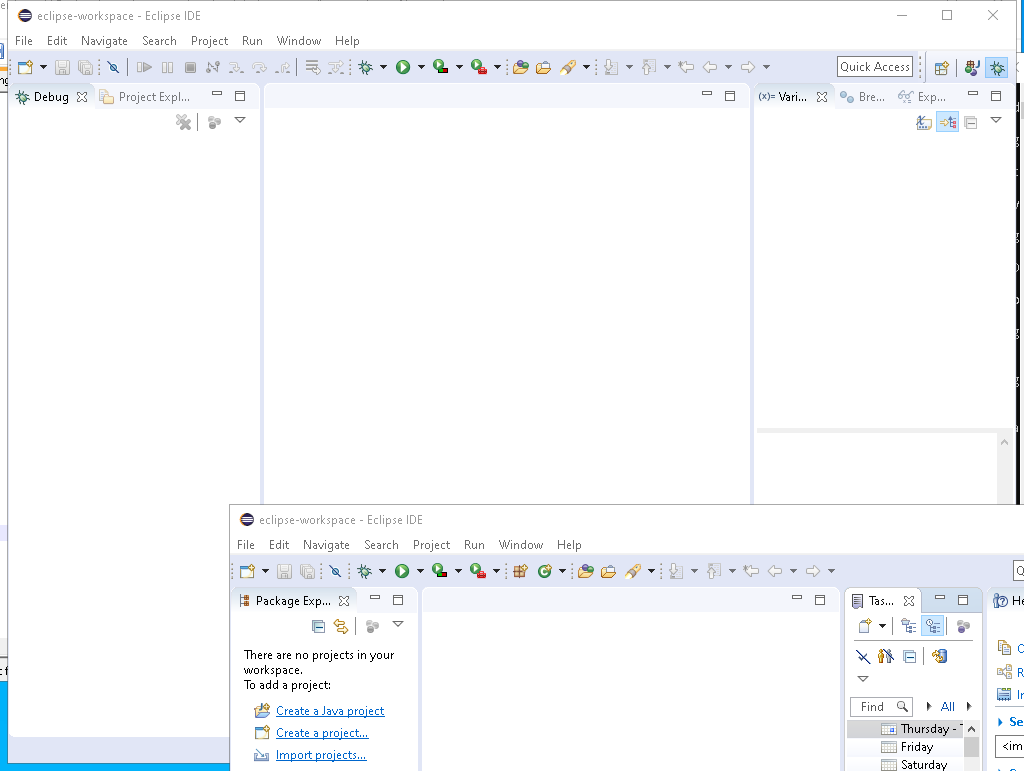 eclipse-workspace - Eclipse IDE
File Edit Navigate Search Project Run Window Help
Quick Access
Debug Project Expl... (x)= Vari... Bre... Exp...
eclipse-workspace - Eclipse IDE
File Edit Navigate Search Project Run Window Help
Package Exp... Tas... He
There are no projects in your
workspace.
To add a project:
Create a Java project
Create a project...
Import projects...
Find All
Thursday -
Friday
Saturday
Se
<im